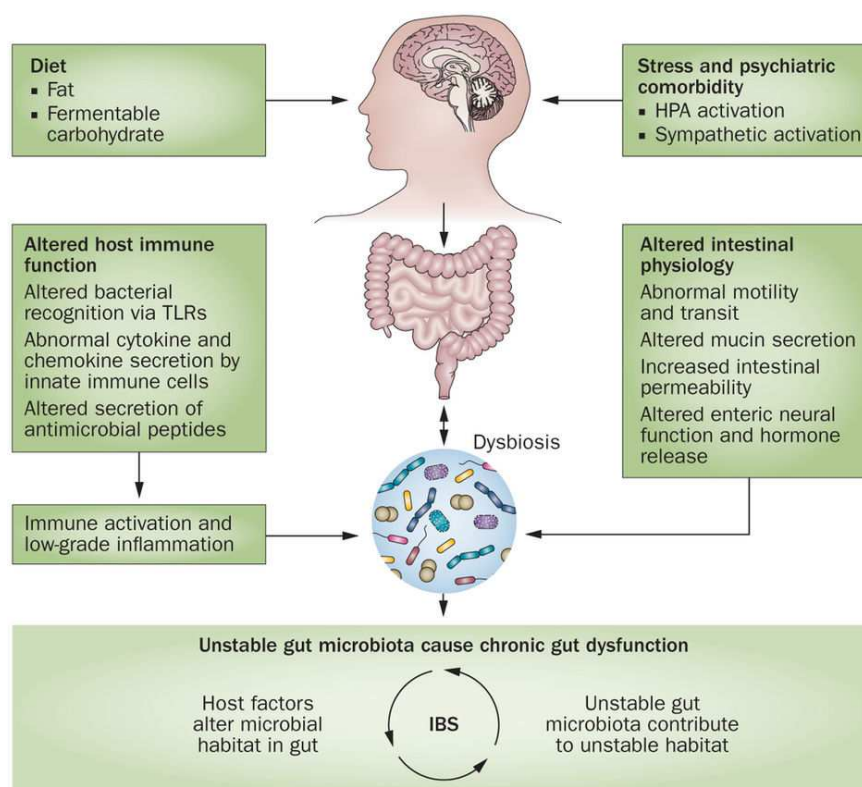 Diet
▪ Fat
▪ Fermentable
carbohydrate
Stress and psychiatric
comorbidity
▪ HPA activation
▪ Sympathetic activation
Altered host immune
function
Altered bacterial
recognition via TLRs
Abnormal cytokine and
chemokine secretion by
innate immune cells
Altered secretion of
antimicrobial peptides
Altered intestinal
physiology
Abnormal motility
and transit
Altered mucin secretion
Increased intestinal
permeability
Altered enteric neural
function and hormone
release
Dysbiosis
Immune activation and
low-grade inflammation
Unstable gut microbiota cause chronic gut dysfunction
Host factors
alter microbial
habitat in gut
IBS
Unstable gut
microbiota contribute
to unstable habitat